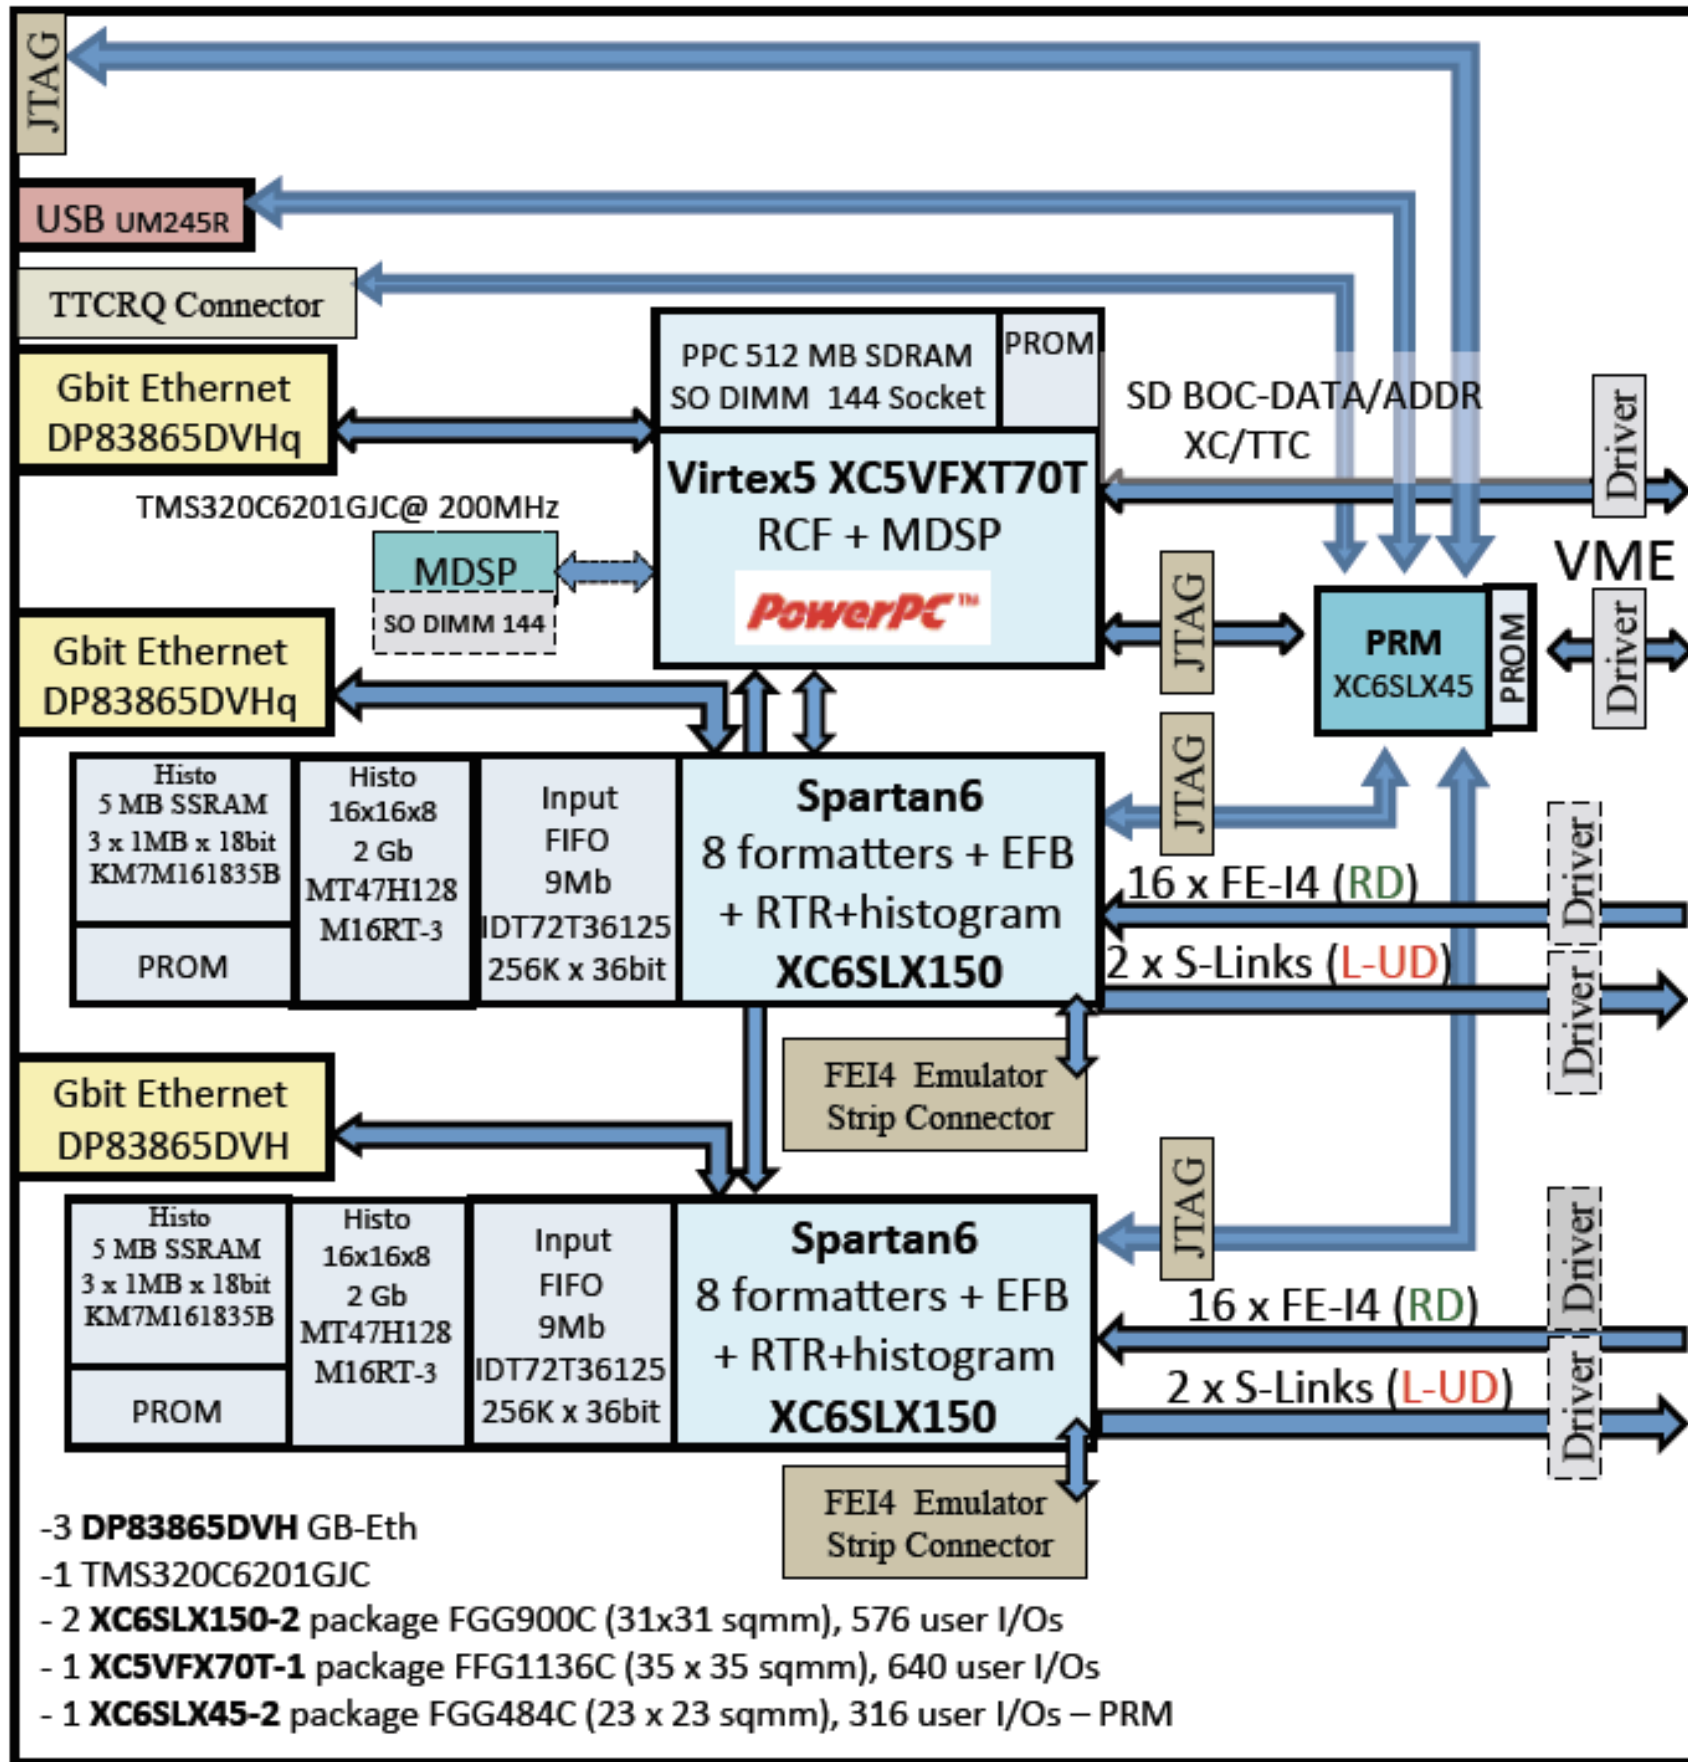 JTAG
USB UM245R
TTCRQ Connector
Gbit Ethernet
DP83865DVHq
PPC 512 MB SDRAM
SO DIMM 144 Socket
PROM
SD BOC-DATA/ADDR
XC/TTC
Driver
Virtex5 XC5VFXT70T
RCF + MDSP
PowerPC™
TMS320C6201GJC@ 200MHz
MDSP
SO DIMM 144
JTAG
VME
PRM
XC6SLX45
PROM
Driver
Gbit Ethernet
DP83865DVHq
JTAG
Histo
5 MB SSRAM
3 x 1MB x 18bit
KM7M161835B
PROM
Histo
16x16x8
2 Gb
MT47H128
M16RT-3
Input
FIFO
9Mb
IDT72T36125
256K x 36bit
Spartan6
8 formatters + EFB
+ RTR+histogram
XC6SLX150
16 x FE-I4 (RD)
Driver
2 x S-Links (L-UD)
Driver
FEI4 Emulator
Strip Connector
Gbit Ethernet
DP83865DVH
JTAG
Histo
5 MB SSRAM
3 x 1MB x 18bit
KM7M161835B
PROM
Histo
16x16x8
2 Gb
MT47H128
M16RT-3
Input
FIFO
9Mb
IDT72T36125
256K x 36bit
Spartan6
8 formatters + EFB
+ RTR+histogram
XC6SLX150
16 x FE-I4 (RD)
Driver
2 x S-Links (L-UD)
Driver
FEI4 Emulator
Strip Connector
-3 DP83865DVH GB-Eth
-1 TMS320C6201GJC
- 2 XC6SLX150-2 package FGG900C (31x31 sqmm), 576 user I/Os
- 1 XC5VFX70T-1 package FFG1136C (35 x 35 sqmm), 640 user I/Os
- 1 XC6SLX45-2 package FGG484C (23 x 23 sqmm), 316 user I/Os – PRM